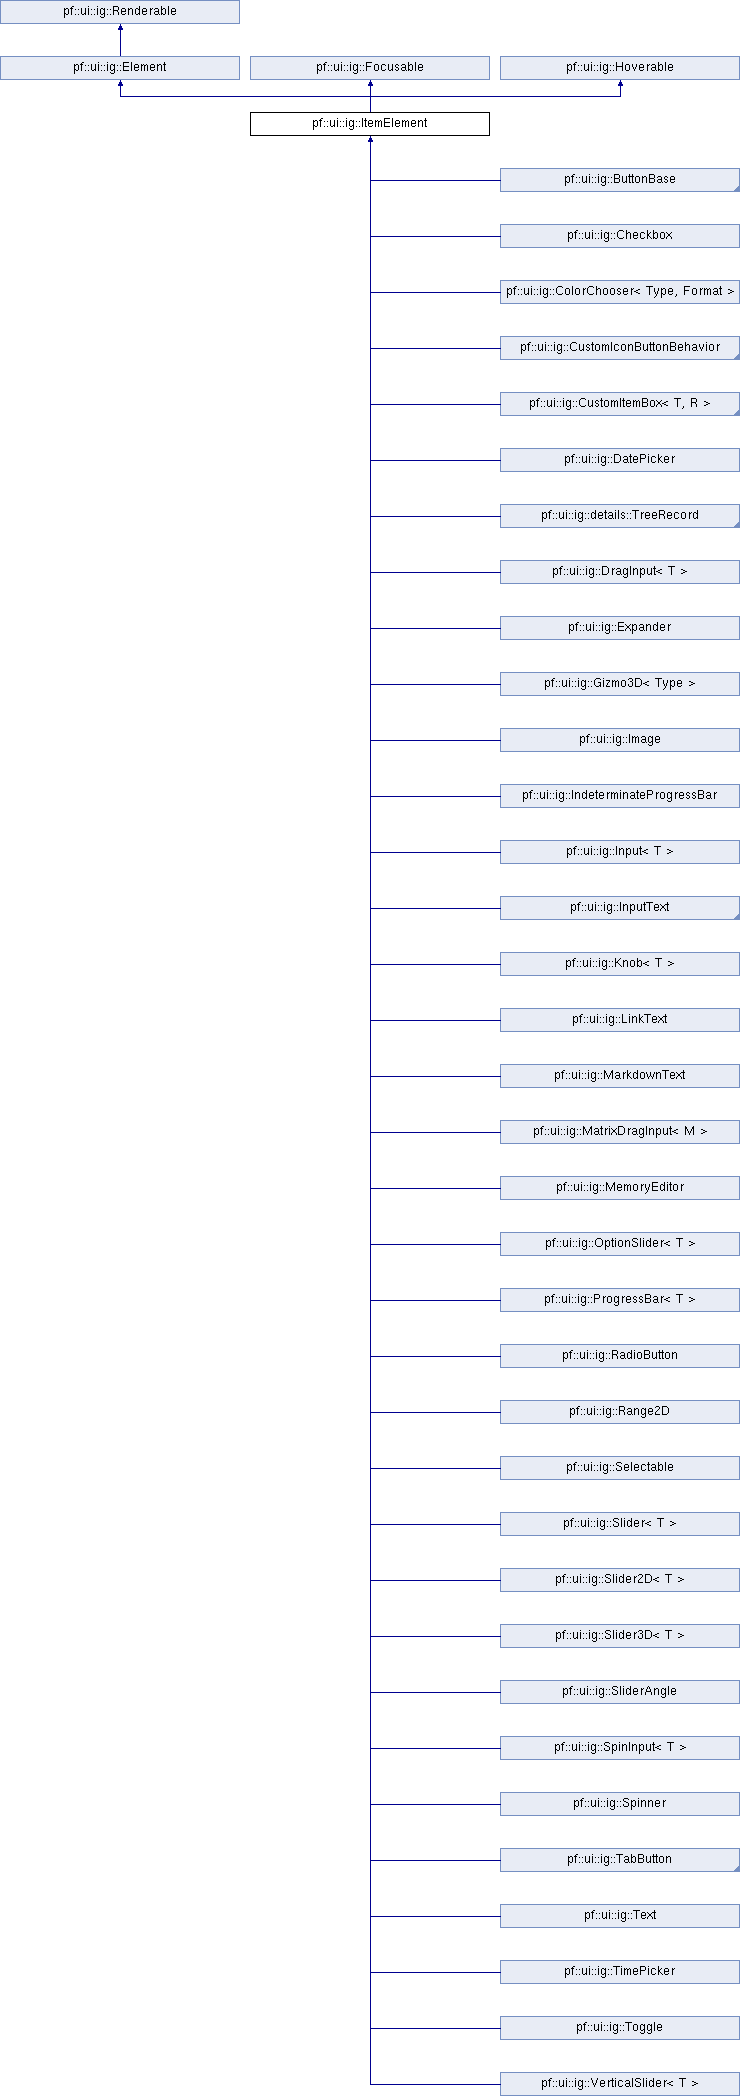 pf::ui::ig::Renderable
pf::ui::ig::Element
pf::ui::ig::Focusable
pf::ui::ig::Hoverable
pf::ui::ig::ItemElement
pf::ui::ig::ButtonBase
pf::ui::ig::Checkbox
pf::ui::ig::ColorChooser< Type, Format >
pf::ui::ig::CustomIconButtonBehavior
pf::ui::ig::CustomItemBox< T, R >
pf::ui::ig::DatePicker
pf::ui::ig::details::TreeRecord
pf::ui::ig::DragInput< T >
pf::ui::ig::Expander
pf::ui::ig::Gizmo3D< Type >
pf::ui::ig::Image
pf::ui::ig::IndeterminateProgressBar
pf::ui::ig::Input< T >
pf::ui::ig::InputText
pf::ui::ig::Knob< T >
pf::ui::ig::LinkText
pf::ui::ig::MarkdownText
pf::ui::ig::MatrixDragInput< M >
pf::ui::ig::MemoryEditor
pf::ui::ig::OptionSlider< T >
pf::ui::ig::ProgressBar< T >
pf::ui::ig::RadioButton
pf::ui::ig::Range2D
pf::ui::ig::Selectable
pf::ui::ig::Slider< T >
pf::ui::ig::Slider2D< T >
pf::ui::ig::Slider3D< T >
pf::ui::ig::SliderAngle
pf::ui::ig::SpinInput< T >
pf::ui::ig::Spinner
pf::ui::ig::TabButton
pf::ui::ig::Text
pf::ui::ig::TimePicker
pf::ui::ig::Toggle
pf::ui::ig::VerticalSlider< T >